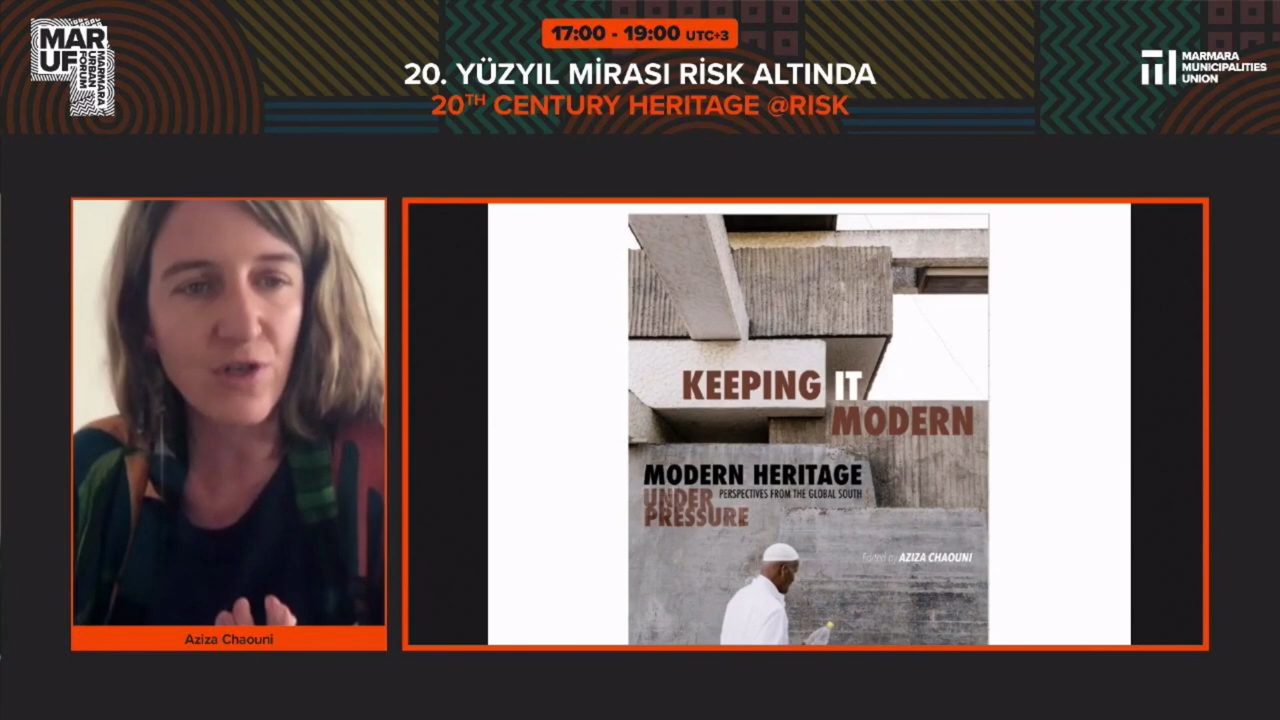 MAR
UF
MARMARA
URBAN
FORUM
17:00 - 19:00 UTC+3
20. YÜZYIL MİRASI RİSK ALTINDA
20TH CENTURY HERITAGE @RISK
MARMARA
MUNICIPALITIES
UNION
Aziza Chaouni
KEEPING IT
MODERN
MODERN HERITAGE
UNDER PERSPECTIVES FROM THE GLOBAL SOUTH
PRESSURE
Edited by AZIZA CHAOUNI